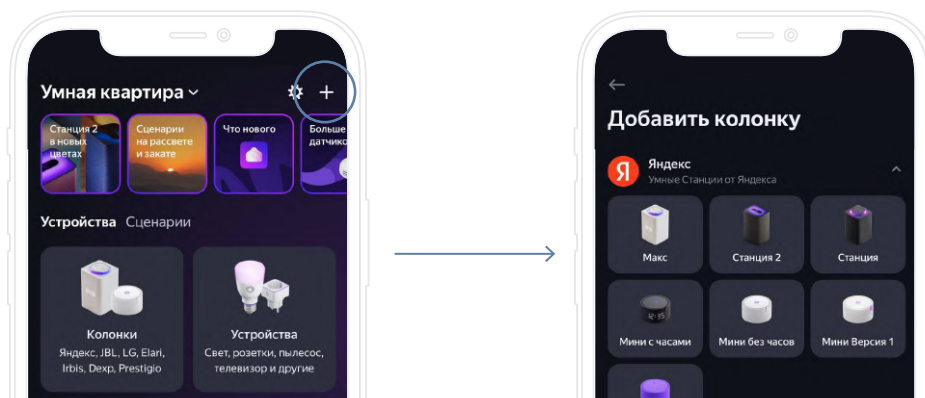 Умная квартира
Станция 2
в новых
цветах
Сценарии
на рассвете
и закате
Что нового
Больше
датчико
Устройства Сценарии
Колонки
Яндекс, JBL, LG, Elari,
Irbis, Dexp, Prestigio
Устройства
Свет, розетки, пылесос,
телевизор и другие
Добавить колонку
Я
Яндекс
Умные Станции от Яндекса
Макс
Станция 2
Станция
Мини с часами
Мини без часов
Мини Версия 1